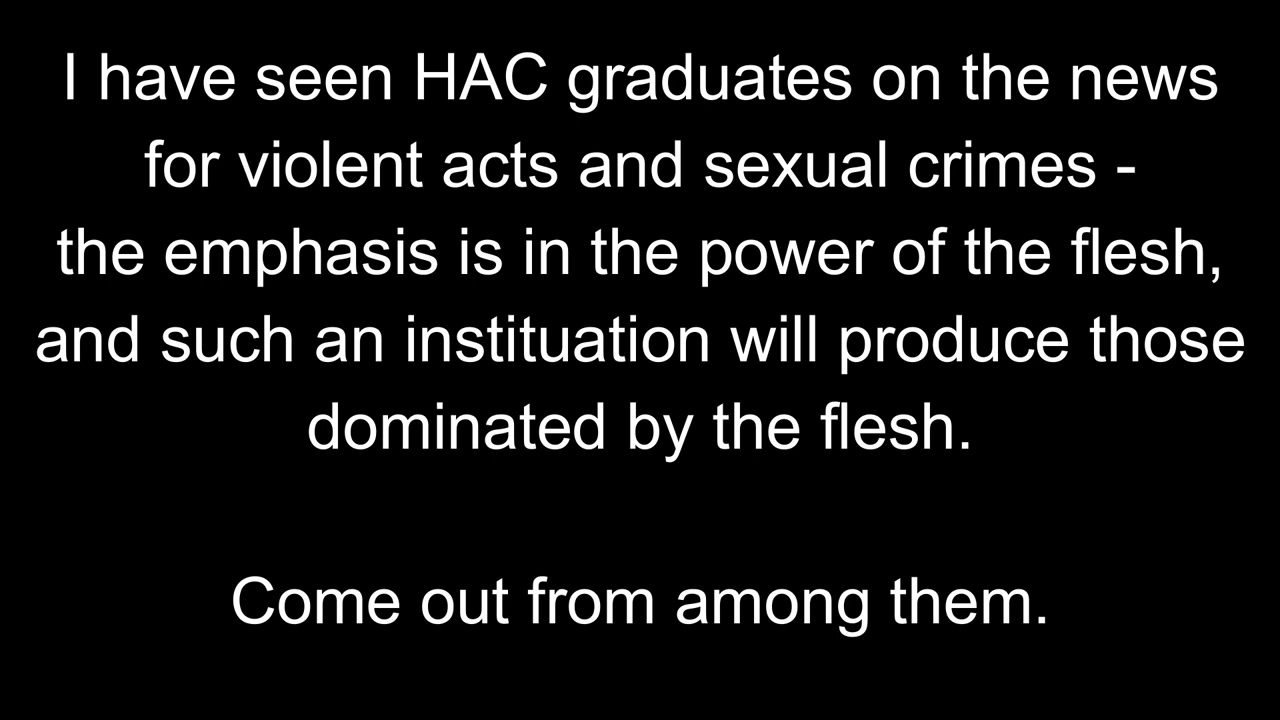 I have seen HAC graduates on the news
for violent acts and sexual crimes -
the emphasis is in the power of the flesh,
and such an instituation will produce those
dominated by the flesh.
Come out from among them.